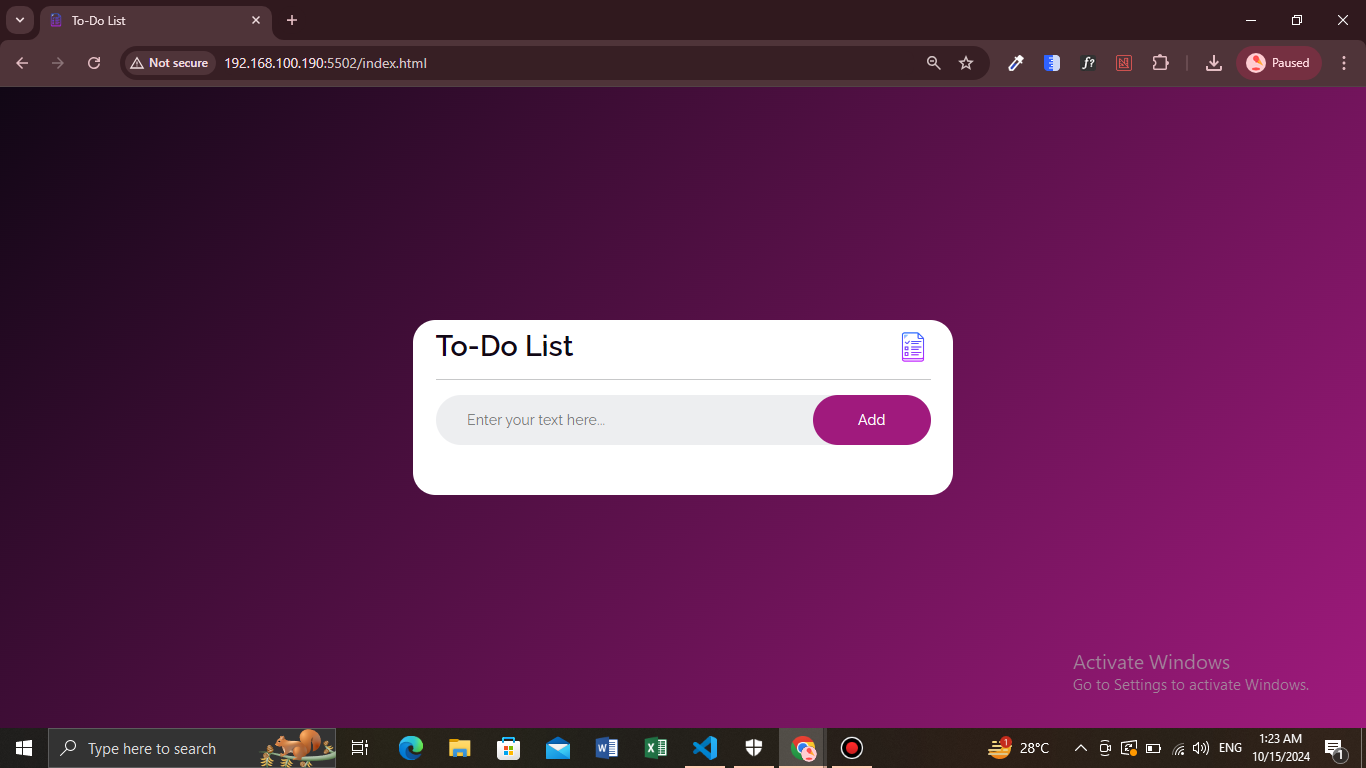 To-Do List
Not secure
192.168.100.190:5502/index.html
f?
Paused
To-Do List
Enter your text here...
Add
Activate Windows
Go to Settings to activate Windows.
Type here to search
1
28°C
ENG
1:23 AM
10/15/2024
1